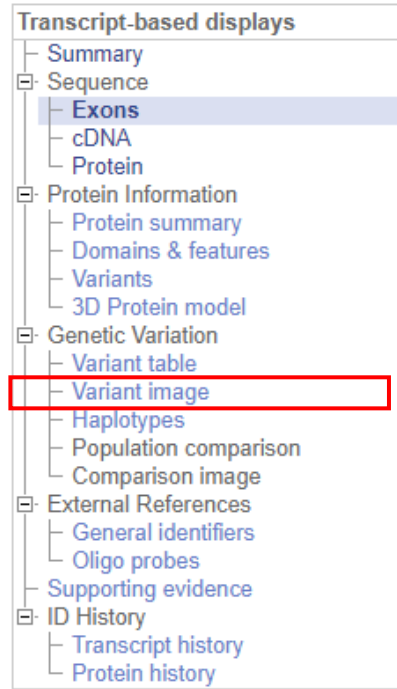 Transcript-based displays
Summary
Sequence
Exons
cDNA
Protein
Protein Information
Protein summary
Domains & features
Variants
3D Protein model
Genetic Variation
Variant table
Variant image
Haplotypes
Population comparison
Comparison image
External References
General identifiers
Oligo probes
Supporting evidence
ID History
Transcript history
Protein history